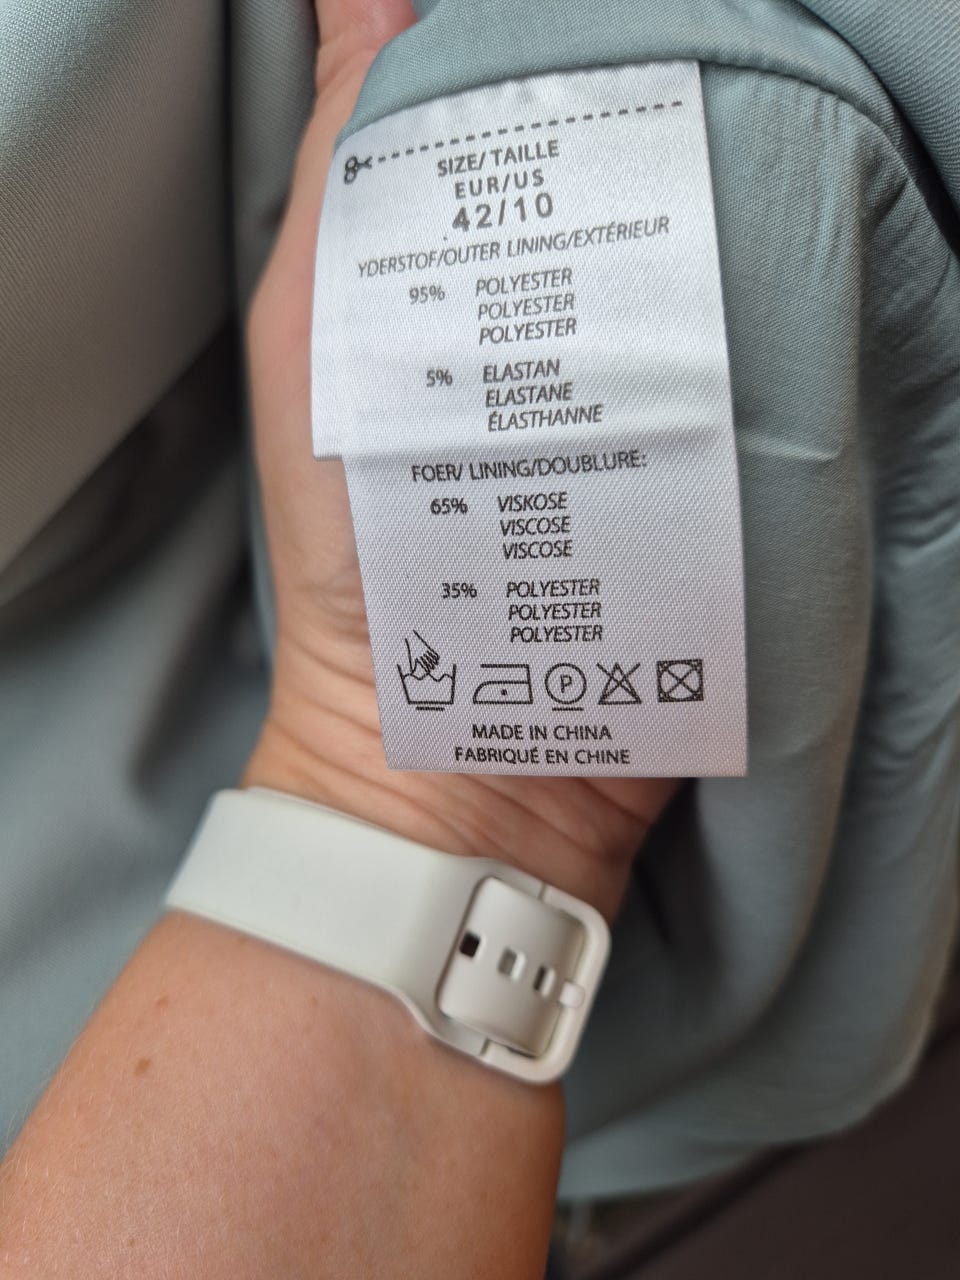 SIZE/ TAILLE
EUR/US
42/10
YDERSTOF/OUTER LINING/EXTÉRIEUR
95% POLYESTER
POLYESTER
POLYESTER
5% ELASTAN
ELASTANE
ÉLASTHANNE
FOER/ LINING/DOUBLURE:
65% VISKOSE
VISCOSE
VISCOSE
35% POLYESTER
POLYESTER
POLYESTER
P
MADE IN CHINA
FABRIQUÉ EN CHINE